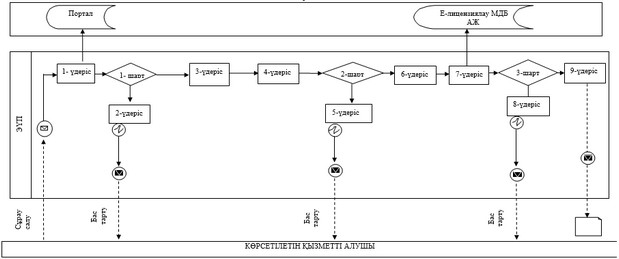 Портал
Е-лицензиялау МДБ
АЖ
ЭҮП
1- үдеріс
1- шарт
3-үдеріс
4-үдеріс
2-шарт
6-үдеріс
7-үдеріс
3-шарт
9-үдеріс
2-үдеріс
5-үдеріс
8-үдеріс
Сұрау
салу
Бас
тарту
Бас
тарту
Бас
тарту
КӨРСЕТІЛЕТІН ҚЫЗМЕТТІ АЛУШЫ